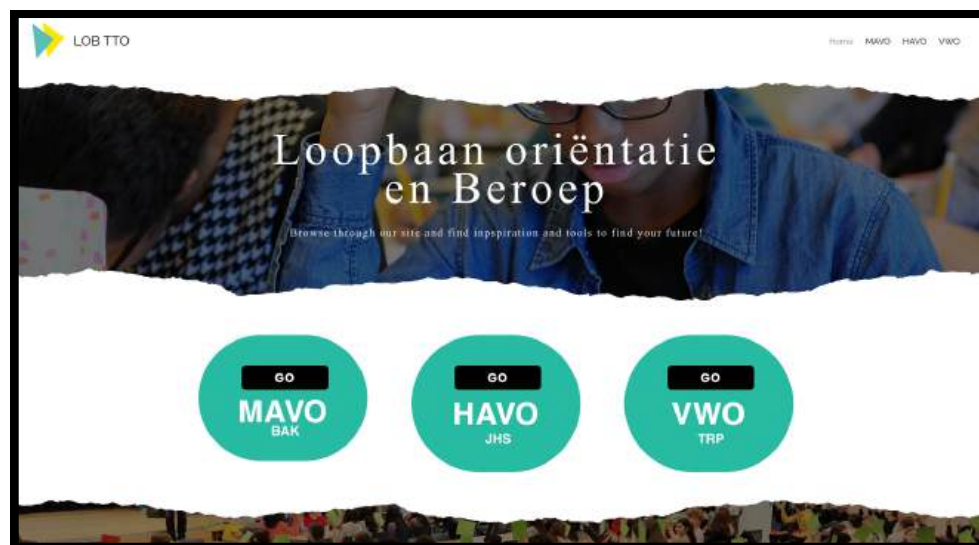 LOB TTO
Home MAVO HAVO VWO
Loopbaan oriëntatie
en Beroep
Browse through our site and find inpspiration and tools to find your future!
GO
MAVO
BAK
GO
HAVO
JHS
GO
VWO
TRP